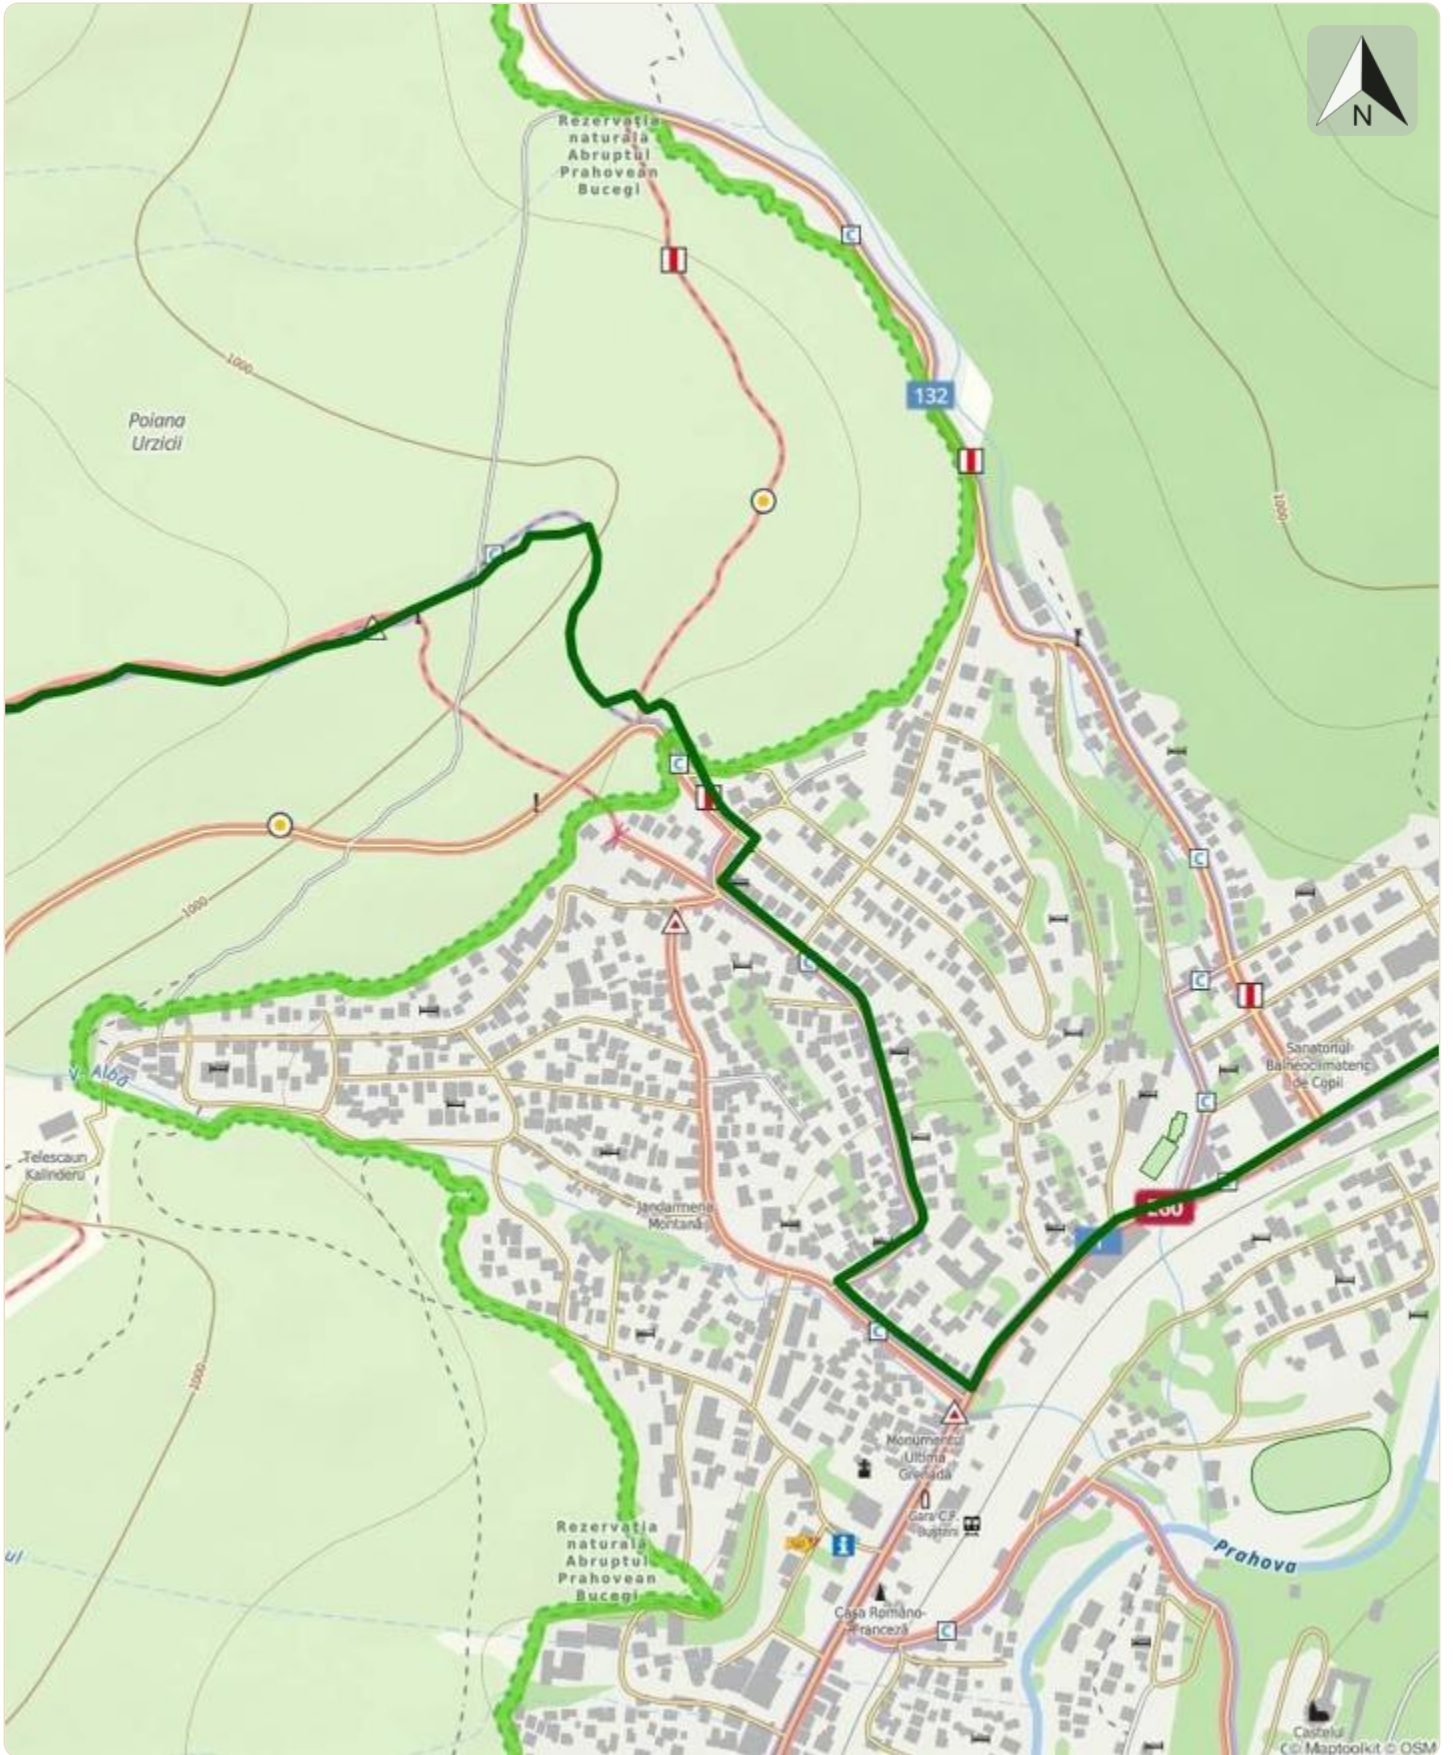 N
Rezervația
naturală
Abruptul
Prahovean
Bucegi
C
1000
132
Poiana
Urzicii
1000
C
!
!
C
!
C
1000
C
C
C
Sanatoriul
Balneoclimateric
de Copii
V. Albă
C
Telescaun
Kalinderu
Jandarmeria
Montană
E60
C
1000
Monumentul
Ultima
Grenadă
Gara C.F.
Bușteni
Rezervația
naturală
Abruptul
Prahovean
Bucegi
i
ul
Prahova
Casa Româno-
Franceză
C
Castelul
© Maptoolkit © OSM